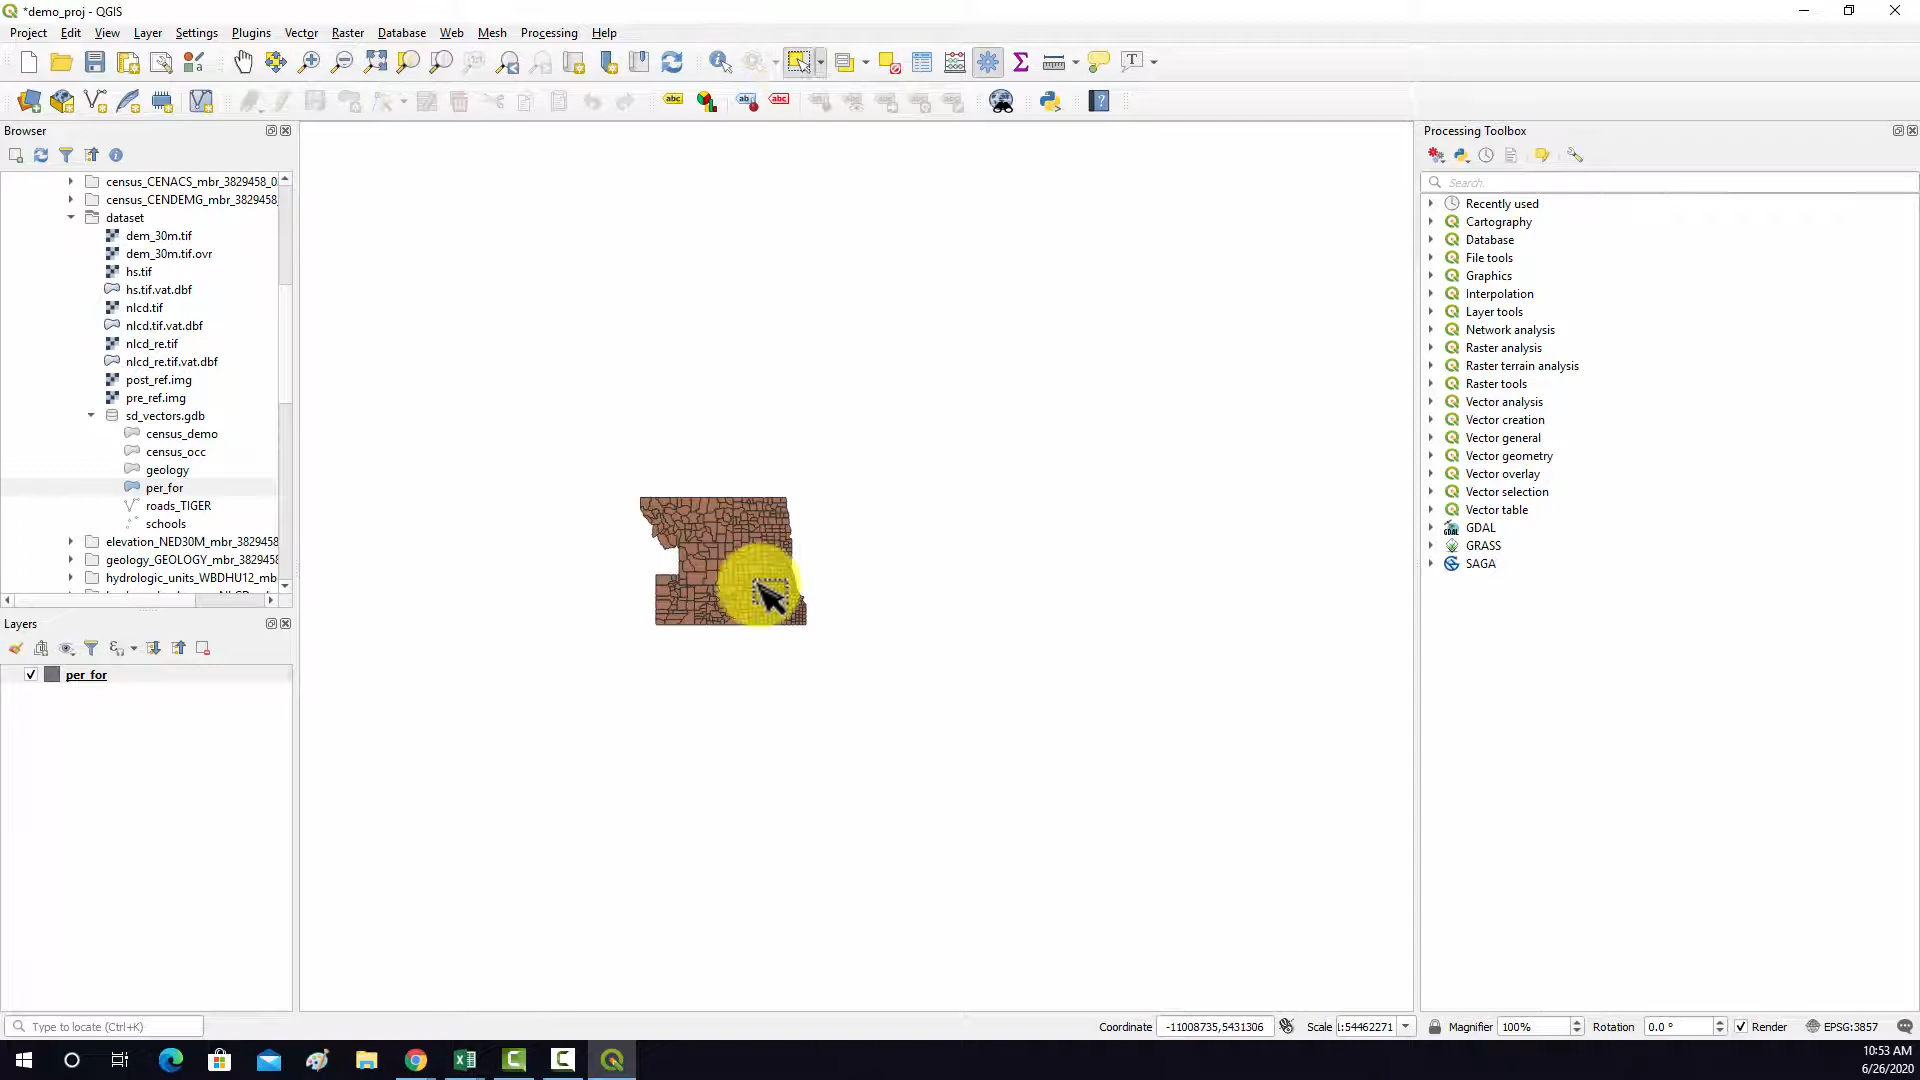 *demo_proj - QGIS
Project Edit View Layer Settings Plugins Vector Raster Database Web Mesh Processing Help
Browser
census_CENACS_mbr_3829458_0
census_CENDEMG_mbr_3829458
dataset
dem_30m.tif
dem_30m.tif.ovr
hs.tif
hs.tif.vat.dbf
nlcd.tif
nlcd.tif.vat.dbf
nlcd_re.tif
nlcd_re.tif.vat.dbf
post_ref.img
pre_ref.img
sd_vectors.gdb
census_demo
census_occ
geology
per_for
roads_TIGER
schools
elevation_NED30M_mbr_3829458
geology_GEOLOGY_mbr_3829458
hydrologic_units_WBDHU12_mb
Layers
per_for
Processing Toolbox
Search.
Recently used
Cartography
Database
File tools
Graphics
Interpolation
Layer tools
Network analysis
Raster analysis
Raster terrain analysis
Raster tools
Vector analysis
Vector creation
Vector general
Vector geometry
Vector overlay
Vector selection
Vector table
GDAL
GRASS
SAGA
Type to locate (Ctrl+K)
Coordinate -11008735,5431306 Scale 1:54462271 Magnifier 100% Rotation 0.0 ° Render EPSG:3857
10:53 AM
6/26/2020